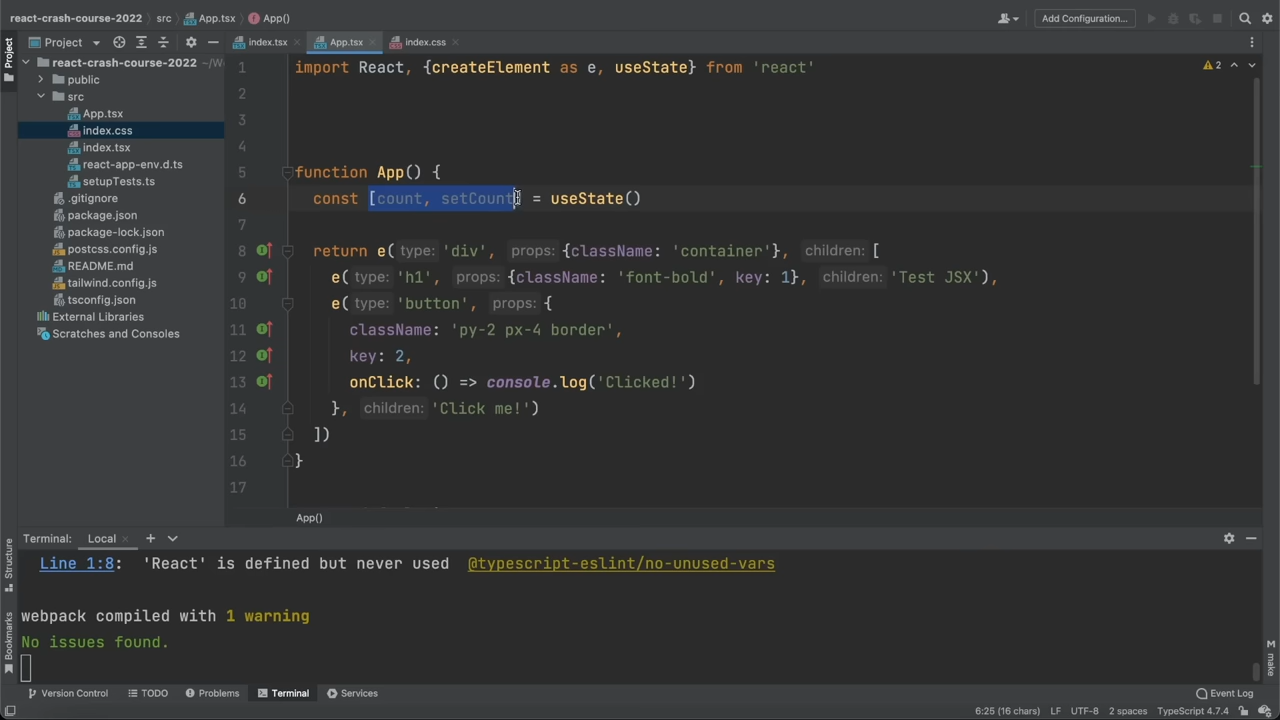 react-crash-course-2022 src App.tsx App() Add Configuration...
Project index.tsx App.tsx index.css
Project
react-crash-course-2022 ~/W
public
src
App.tsx
index.css
index.tsx
react-app-env.d.ts
setupTests.ts
.gitignore
package.json
package-lock.json
postcss.config.js
README.md
tailwind.config.js
tsconfig.json
External Libraries
Scratches and Consoles
1 import React, {createElement as e, useState} from 'react' 2
2
3
4
5 function App() {
6 const [count, setCount] = useState()
7
8 return e( type: 'div', props: {className: 'container'}, children: [
9 e( type: 'h1', props: {className: 'font-bold', key: 1}, children: 'Test JSX'),
10 e( type: 'button', props: {
11 className: 'py-2 px-4 border',
12 key: 2,
13 onClick: () => console.log('Clicked!')
14 }, children: 'Click me!')
15 ])
16 }
17
App()
Terminal: Local
Line 1:8: 'React' is defined but never used @typescript-eslint/no-unused-vars
webpack compiled with 1 warning
No issues found.
Structure
Bookmarks
make
Version Control TODO Problems Terminal Services Event Log
6:25 (16 chars) LF UTF-8 2 spaces TypeScript 4.7.4